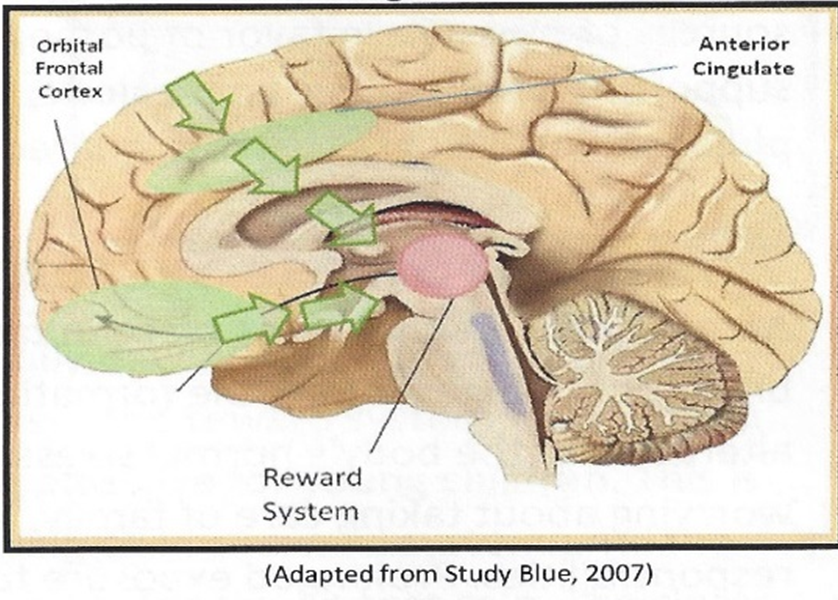 Orbital
Frontal
Cortex
Anterior
Cingulate
Reward
System
(Adapted from Study Blue, 2007)